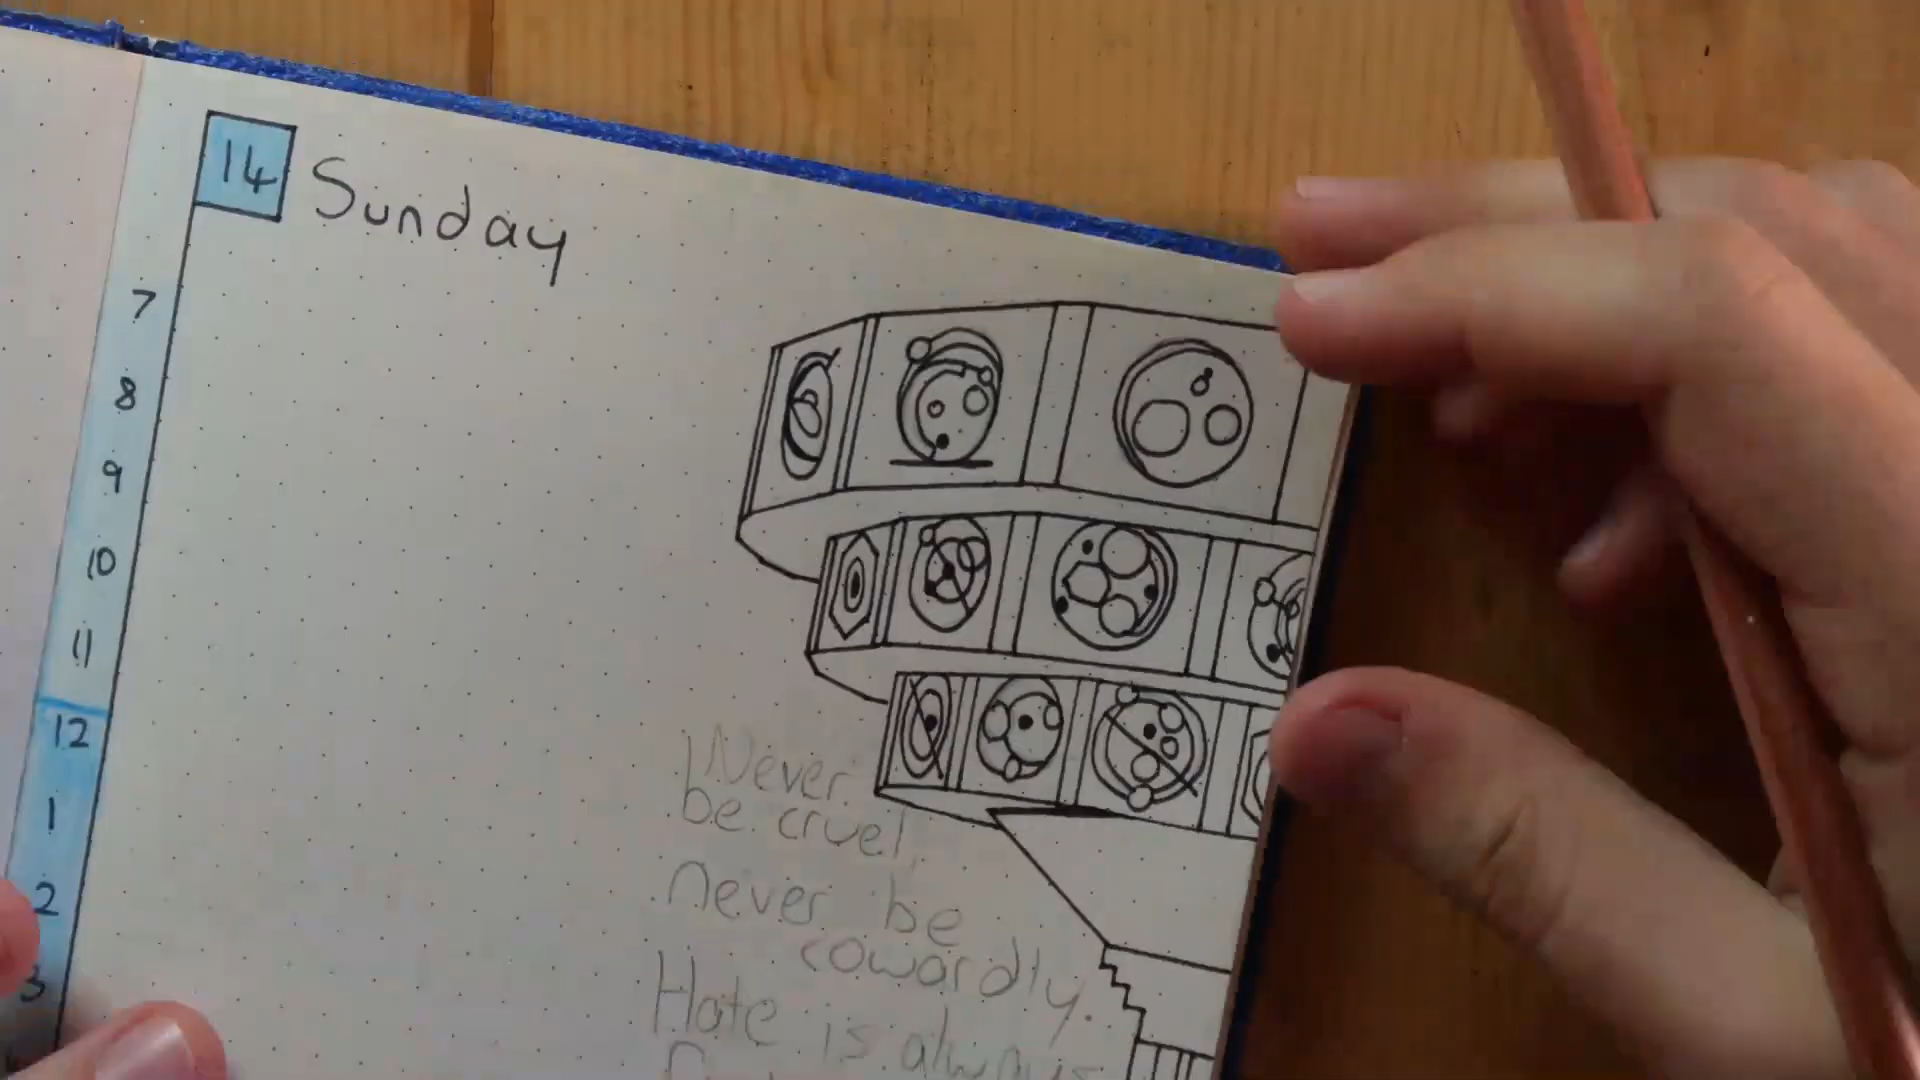 14 Sunday
7
8
9
10
11
12
1
2
3
Never
be cruel,
never be
cowardly.
Hate is always